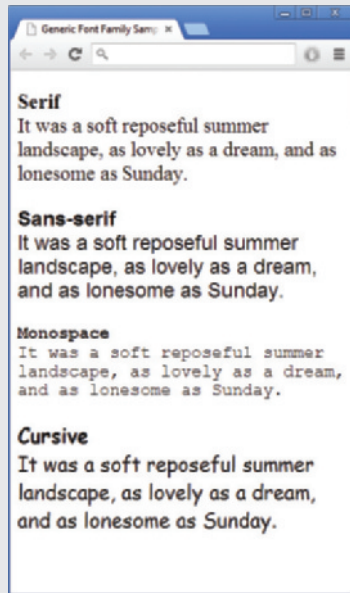 Generic Font Family Samp
Serif
It was a soft reposeful summer
landscape, as lovely as a dream, and as
lonesome as Sunday.
Sans-serif
It was a soft reposeful summer
landscape, as lovely as a dream,
and as lonesome as Sunday.
Monospace
It was a soft reposeful summer
landscape, as lovely as a dream,
and as lonesome as Sunday.
Cursive
It was a soft reposeful summer
landscape, as lovely as a dream,
and as lonesome as Sunday.